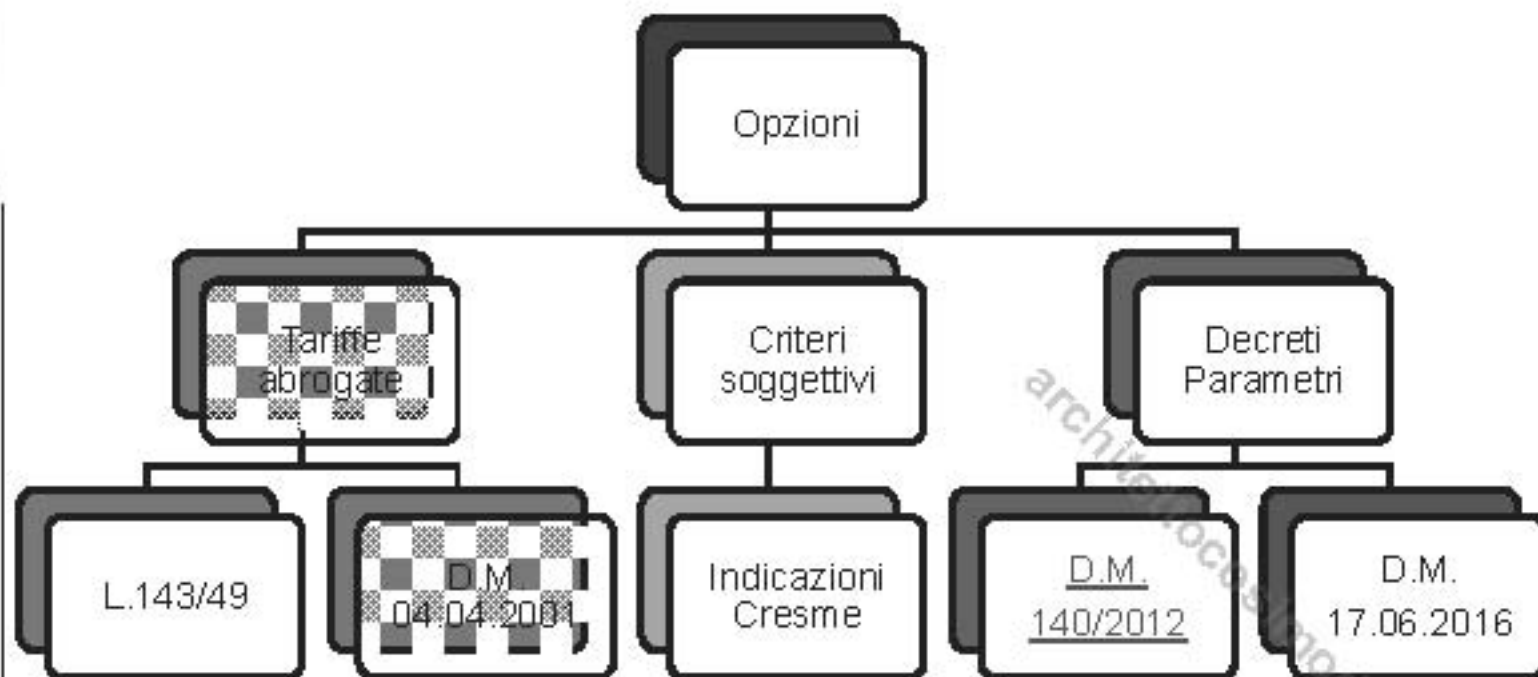 Opzioni
Tariffe
abrogate
Criteri
soggettivi
Decreti
Parametri
L.143/49
D.M.
04.04.2001
Indicazioni
Cresme
D.M.
140/2012
D.M.
17.06.2016
architettocosimo